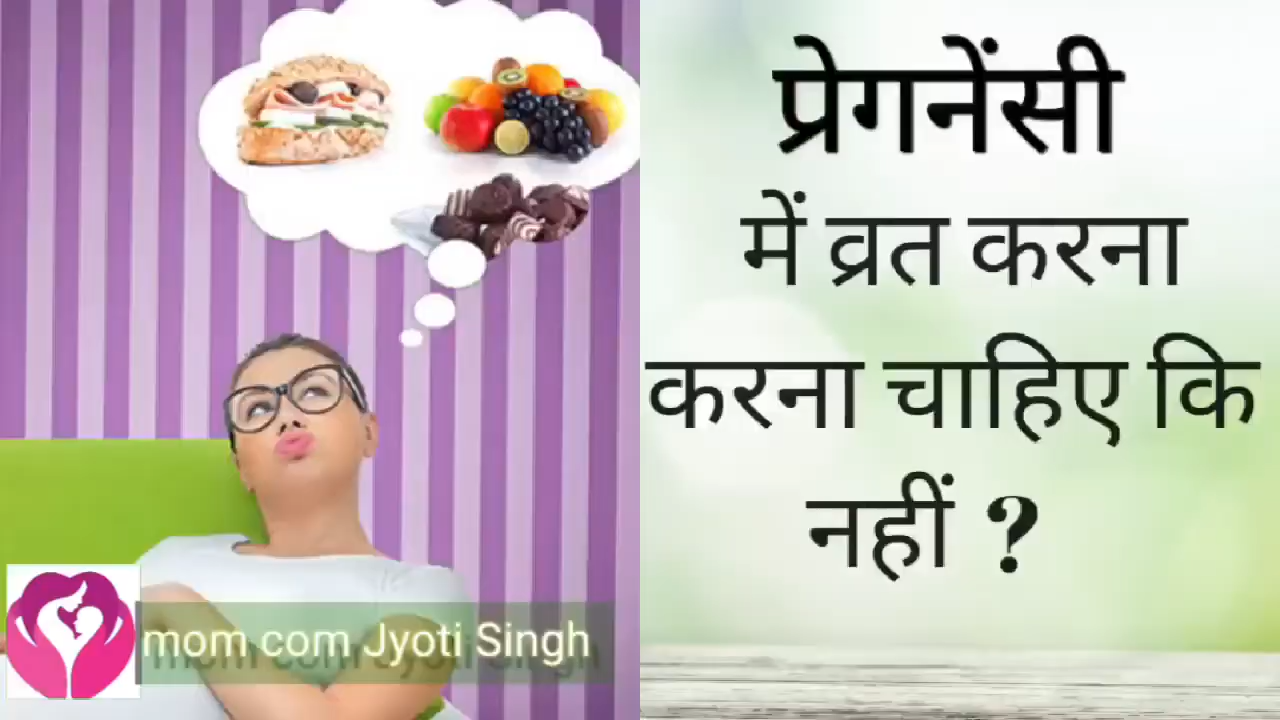 प्रेगनेंसी
में व्रत करना
करना चाहिए कि
नहीं ?
mom com Jyoti Singh